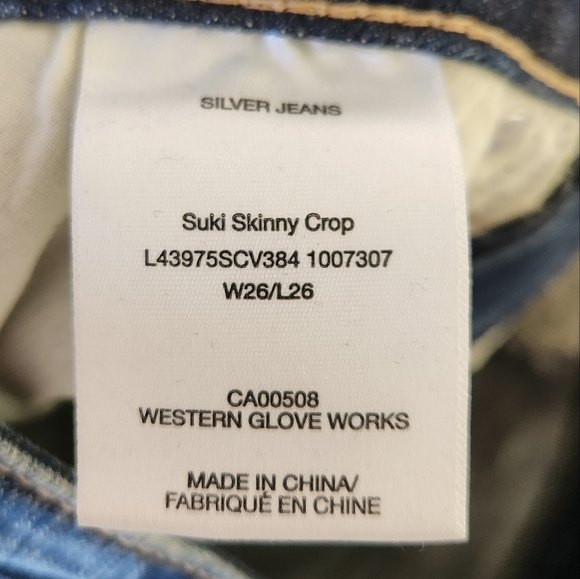 SILVER JEANS
Suki Skinny Crop
L43975SCV384 1007307
W26/L26
CA00508
WESTERN GLOVE WORKS
MADE IN CHINA/
FABRIQUÉ EN CHINE